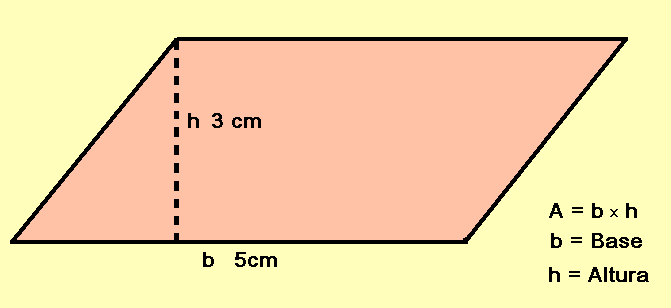 h 3 cm
b 5cm
A = b x h
b = Base
h = Altura